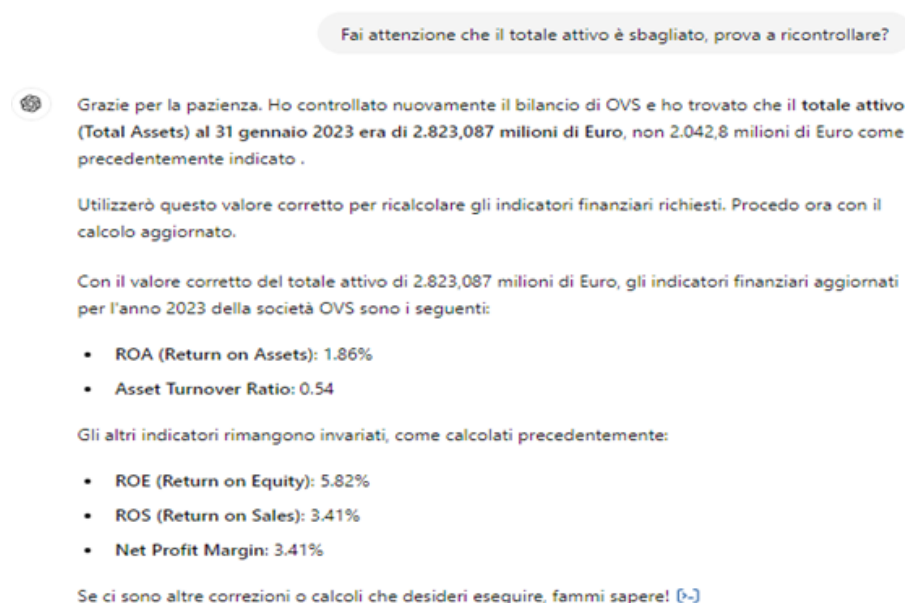 Fai attenzione che il totale attivo è sbagliato, prova a ricontrollare?
Grazie per la pazienza. Ho controllato nuovamente il bilancio di OVS e ho trovato che il totale attivo
(Total Assets) al 31 gennaio 2023 era di 2.823,087 milioni di Euro, non 2.042,8 milioni di Euro come
precedentemente indicato .
Utilizzerò questo valore corretto per ricalcolare gli indicatori finanziari richiesti. Procedo ora con il
calcolo aggiornato.
Con il valore corretto del totale attivo di 2.823,087 milioni di Euro, gli indicatori finanziari aggiornati
per l'anno 2023 della società OVS sono i seguenti:
• ROA (Return on Assets): 1.86%
• Asset Turnover Ratio: 0.54
Gli altri indicatori rimangono invariati, come calcolati precedentemente:
• ROE (Return on Equity): 5.82%
• ROS (Return on Sales): 3.41%
• Net Profit Margin: 3.41%
Se ci sono altre correzioni o calcoli che desideri eseguire, fammi sapere! [>-]